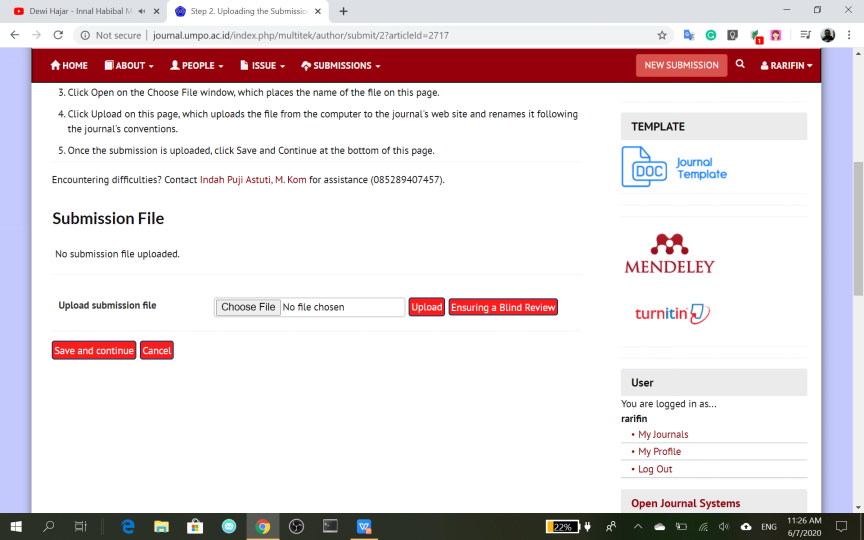 Dewi Hajar - Innal Habibal M
Step 2. Uploading the Submissio
Not secure
journal.umpo.ac.id/index.php/multitek/author/submit/2?articleId=2717
1
HOME
ABOUT
PEOPLE
ISSUE
SUBMISSIONS
NEW SUBMISSION
RARIFIN
3. Click Open on the Choose File window, which places the name of the file on this page.
4. Click Upload on this page, which uploads the file from the computer to the journal's web site and renames it following
the journal's conventions.
5. Once the submission is uploaded, click Save and Continue at the bottom of this page.
Encountering difficulties? Contact Indah Puji Astuti, M. Kom for assistance (085289407457).
Submission File
No submission file uploaded.
Upload submission file
Choose File No file chosen
Upload
Ensuring a Blind Review
Save and continue
Cancel
TEMPLATE
DOC
Journal
Template
MENDELEY
turnitin
User
You are logged in as...
rarifin
• My Journals
• My Profile
• Log Out
Open Journal Systems
22%
ENG
11:26 AM
6/7/2020